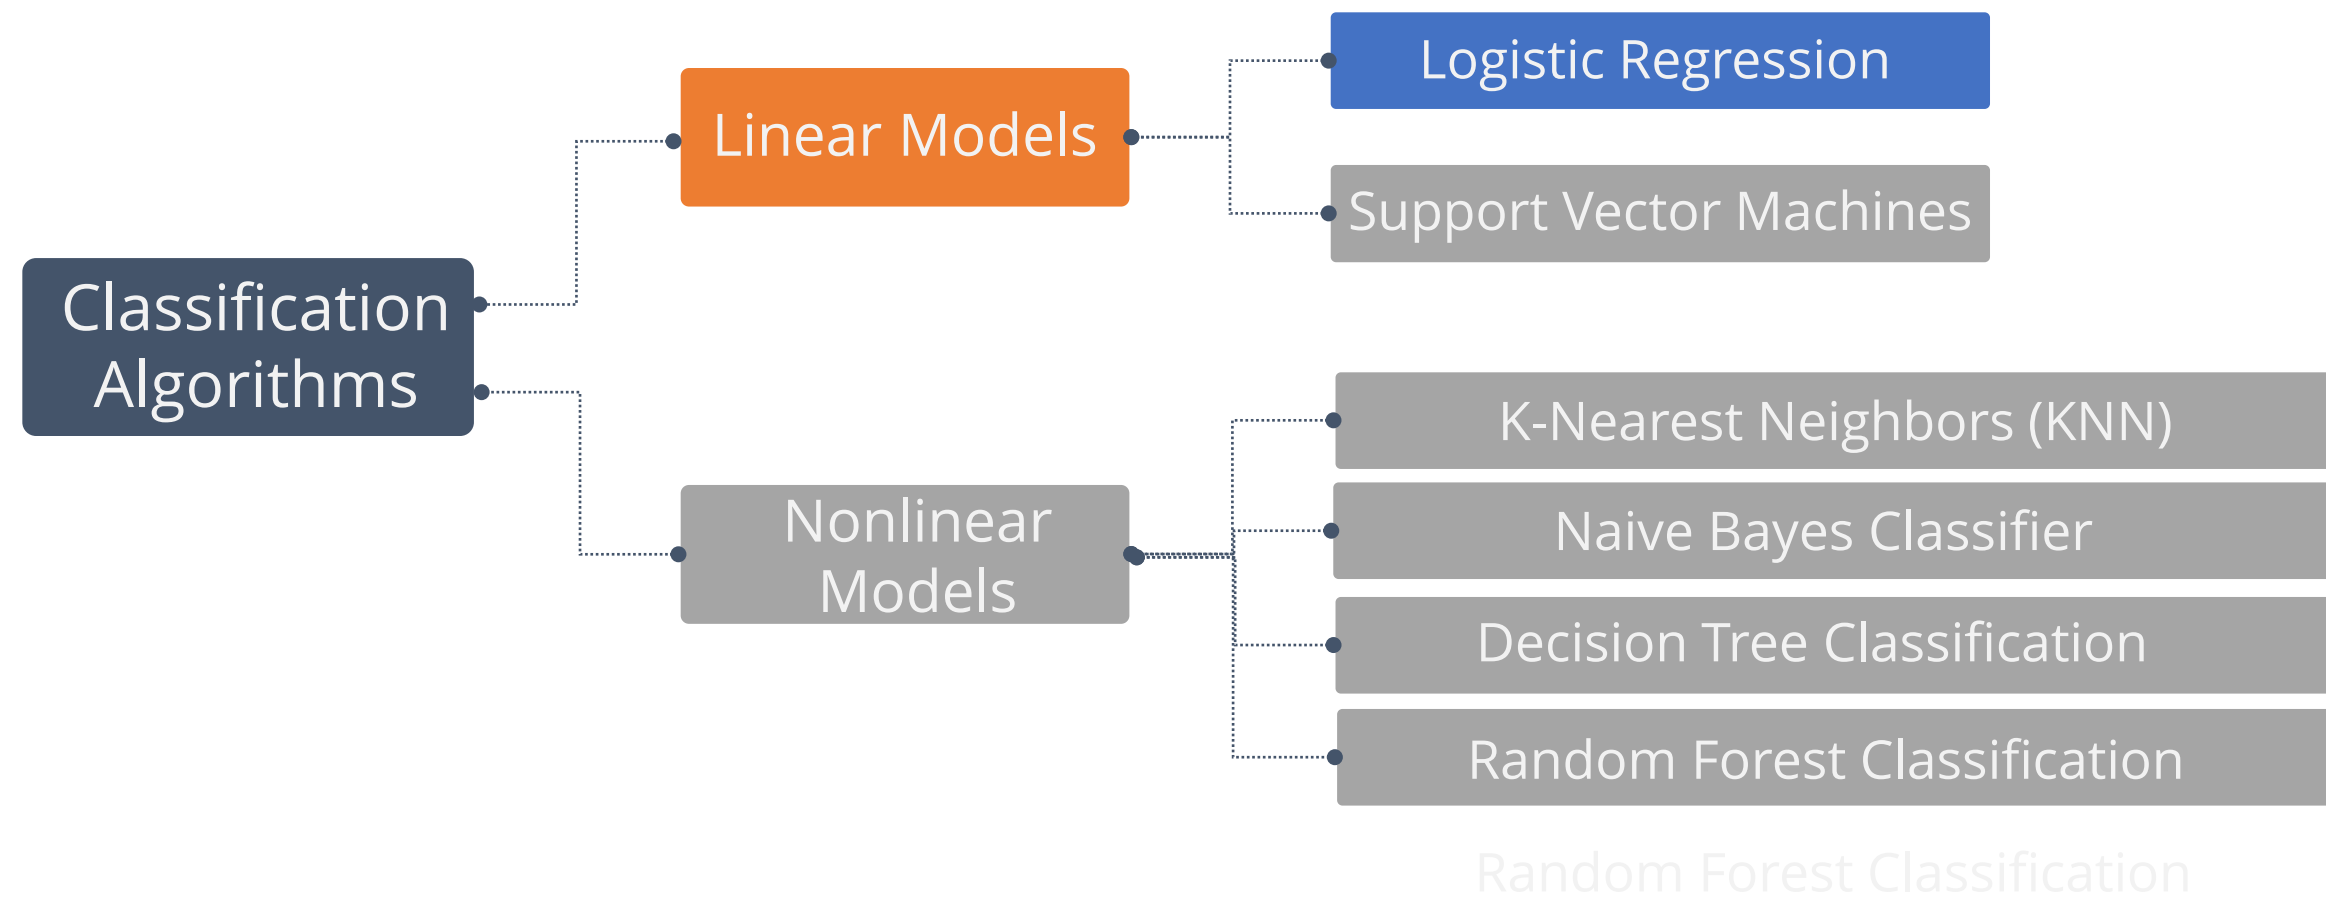 Logistic Regression
Linear Models
Support Vector Machines
Classification
Algorithms
K-Nearest Neighbors (KNN)
Nonlinear
Models
Naive Bayes Classifier
Decision Tree Classification
Random Forest Classification
Random Forest Classification